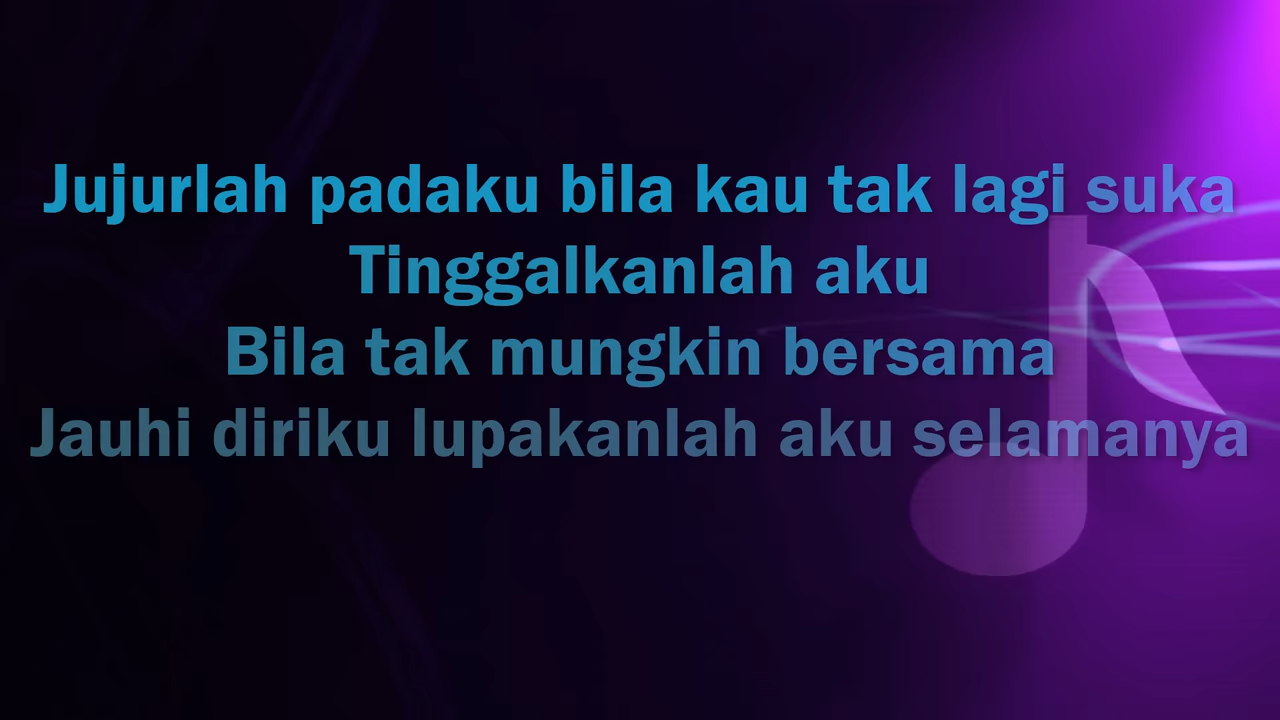 Jujurlah padaku bila kau tak lagi suka
Tinggalkanlah aku
Bila tak mungkin bersama
Jauhi diriku lupakanlah aku selamanya